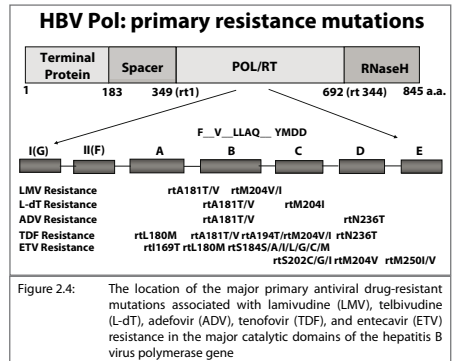 HBV Pol: primary resistance mutations
Terminal Protein Spacer POL/RT RNaseH
1 183 349 (rt1) 692 (rt 344) 845 a.a.
F__V__LLAQ__ YMDD
I(G) II(F) A B C D E
LMV Resistance rtA181T/V rtM204V/I
L-dT Resistance rtA181T/V rtM204I
ADV Resistance rtA181T/V rtN236T
TDF Resistance rtL180M rtA181T/V rtA194T/rtM204V/I rtN236T
ETV Resistance rtI169T rtL180M rtS184S/A/I/L/G/C/M
rtS202C/G/I rtM204V rtM250I/V
Figure 2.4: The location of the major primary antiviral drug-resistant
mutations associated with lamivudine (LMV), telbivudine
(L-dT), adefovir (ADV), tenofovir (TDF), and entecavir (ETV)
resistance in the major catalytic domains of the hepatitis B
virus polymerase gene